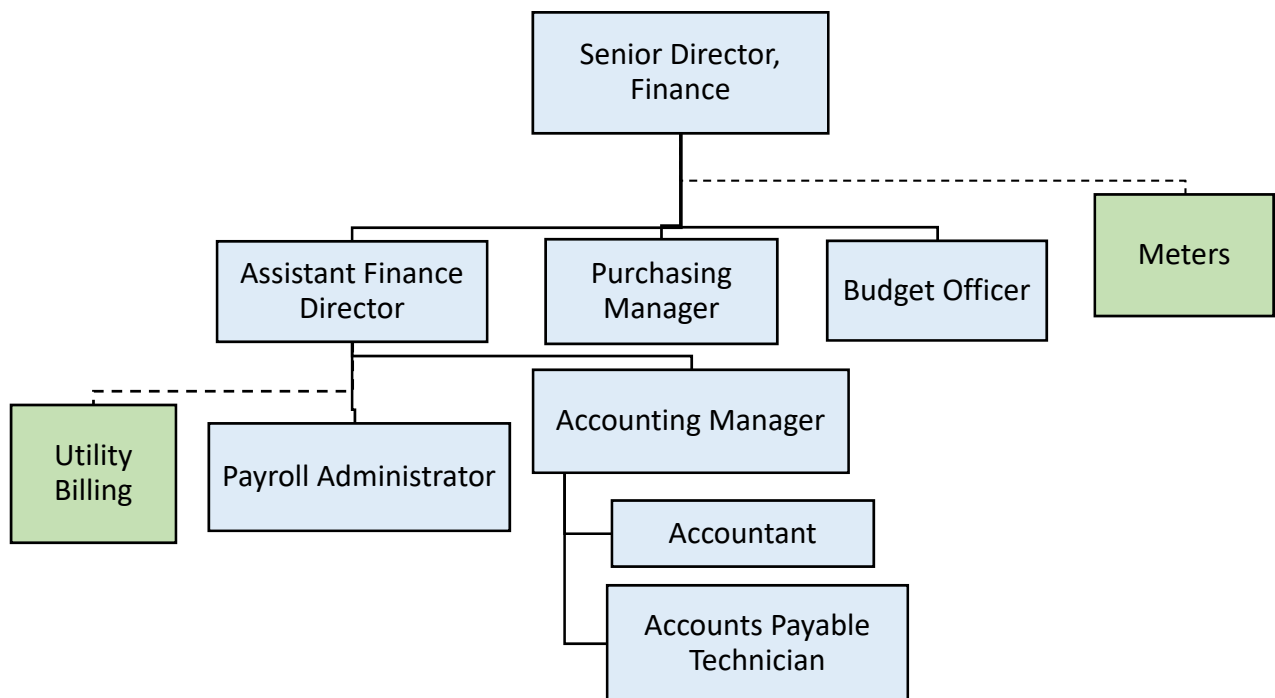 Senior Director,
Finance
Assistant Finance
Director
Purchasing
Manager
Budget Officer
Meters
Utility
Billing
Payroll Administrator
Accounting Manager
Accountant
Accounts Payable
Technician